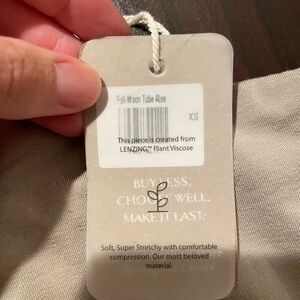 Full Moon Tube Aloe
XS
This piece is created from
LENZING™ Plant Viscose
BUY LESS,
CHOOSE WELL,
MAKE IT LAST:
Soft, Super Stretchy with comfortable
compression. Our most beloved
material.